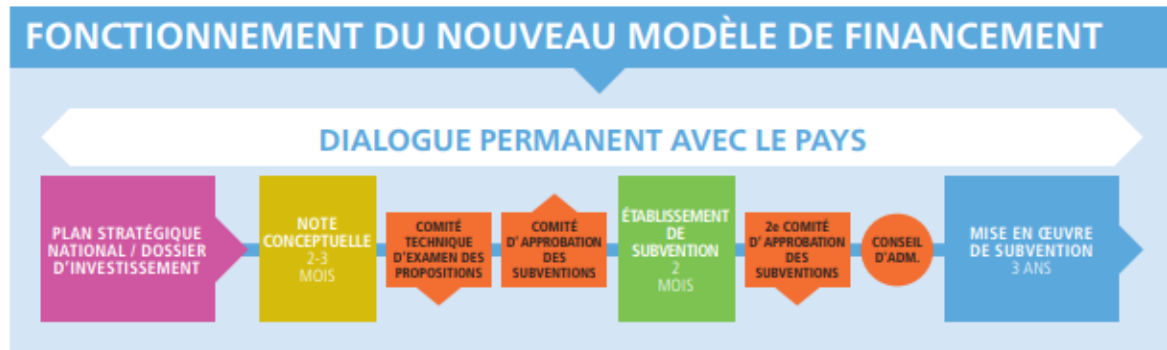 FONCTIONNEMENT DU NOUVEAU MODÈLE DE FINANCEMENT
DIALOGUE PERMANENT AVEC LE PAYS
PLAN STRATÉGIQUE
NATIONAL / DOSSIER
D'INVESTISSEMENT
NOTE
CONCEPTUELLE
2-3
MOIS
COMITÉ
TECHNIQUE
D'EXAMEN DES
PROPOSITIONS
COMITÉ
D'APPROBATION
DES
SUBVENTIONS
ÉTABLISSEMENT
DE
SUBVENTION
2
MOIS
2e COMITÉ
D'APPROBATION
DES
SUBVENTIONS
CONSEIL
D'ADM.
MISE EN ŒUVRE
DE SUBVENTION
3 ANS